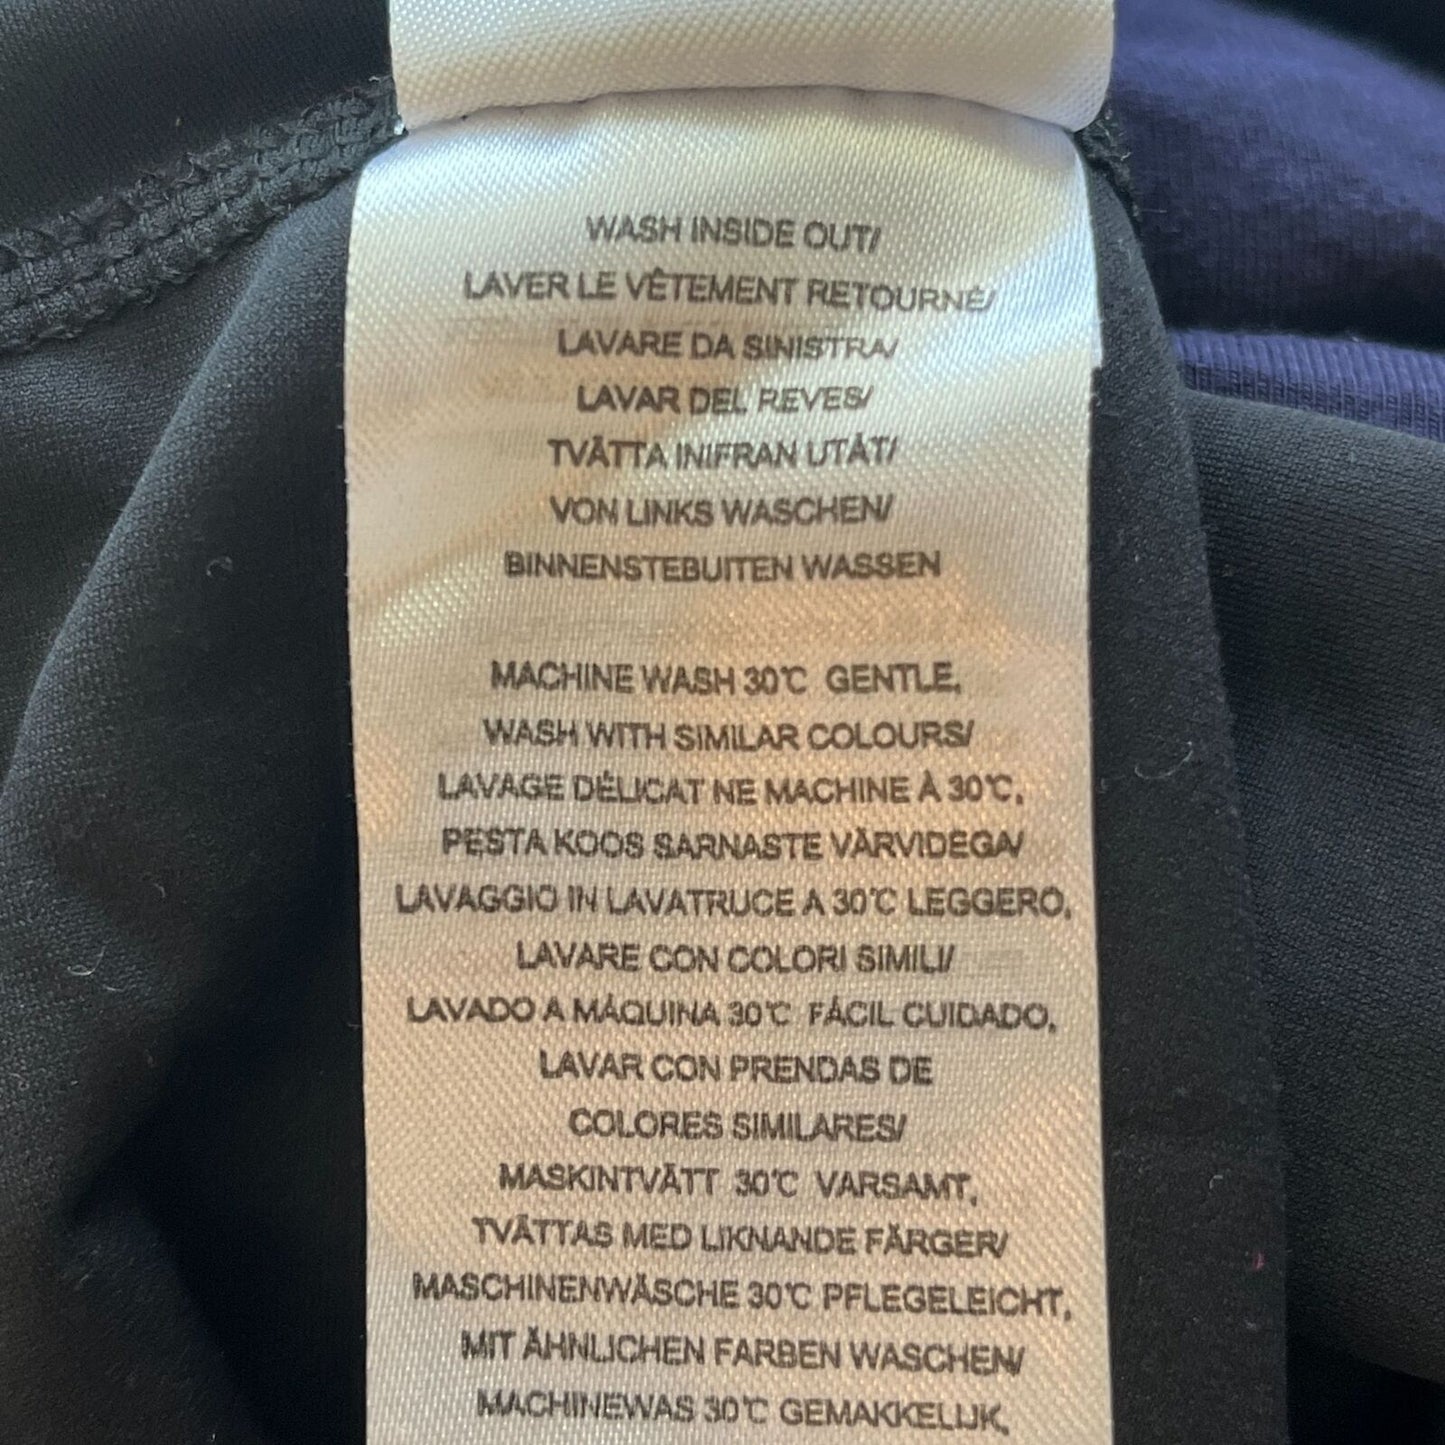 WASH INSIDE OUT/
LAVER LE VÊTEMENT RETOURNÉ/
LAVARE DA SINISTRA/
LAVAR DEL REVES/
TVÄTTA INIFRAN UTÅT/
VON LINKS WASCHEN/
BINNENSTEBUITEN WASSEN
MACHINE WASH 30℃ GENTLE,
WASH WITH SIMILAR COLOURS/
LAVAGE DÉLICAT NE MACHINE À 30℃,
PESTA KOOS SARNASTE VÄRVIDEGA/
LAVAGGIO IN LAVATRUCE A 30℃ LEGGERO,
LAVARE CON COLORI SIMILI/
LAVADO A MÁQUINA 30℃ FÁCIL CUIDADO,
LAVAR CON PRENDAS DE
COLORES SIMILARES/
MASKINTVÄTT 30℃ VARSAMT,
TVÄTTAS MED LIKNANDE FÄRGER/
MASCHINENWÄSCHE 30℃ PFLEGELEICHT,
MIT ÄHNLICHEN FARBEN WASCHEN/
MACHINEWAS 30℃ GEMAKKELIJK,